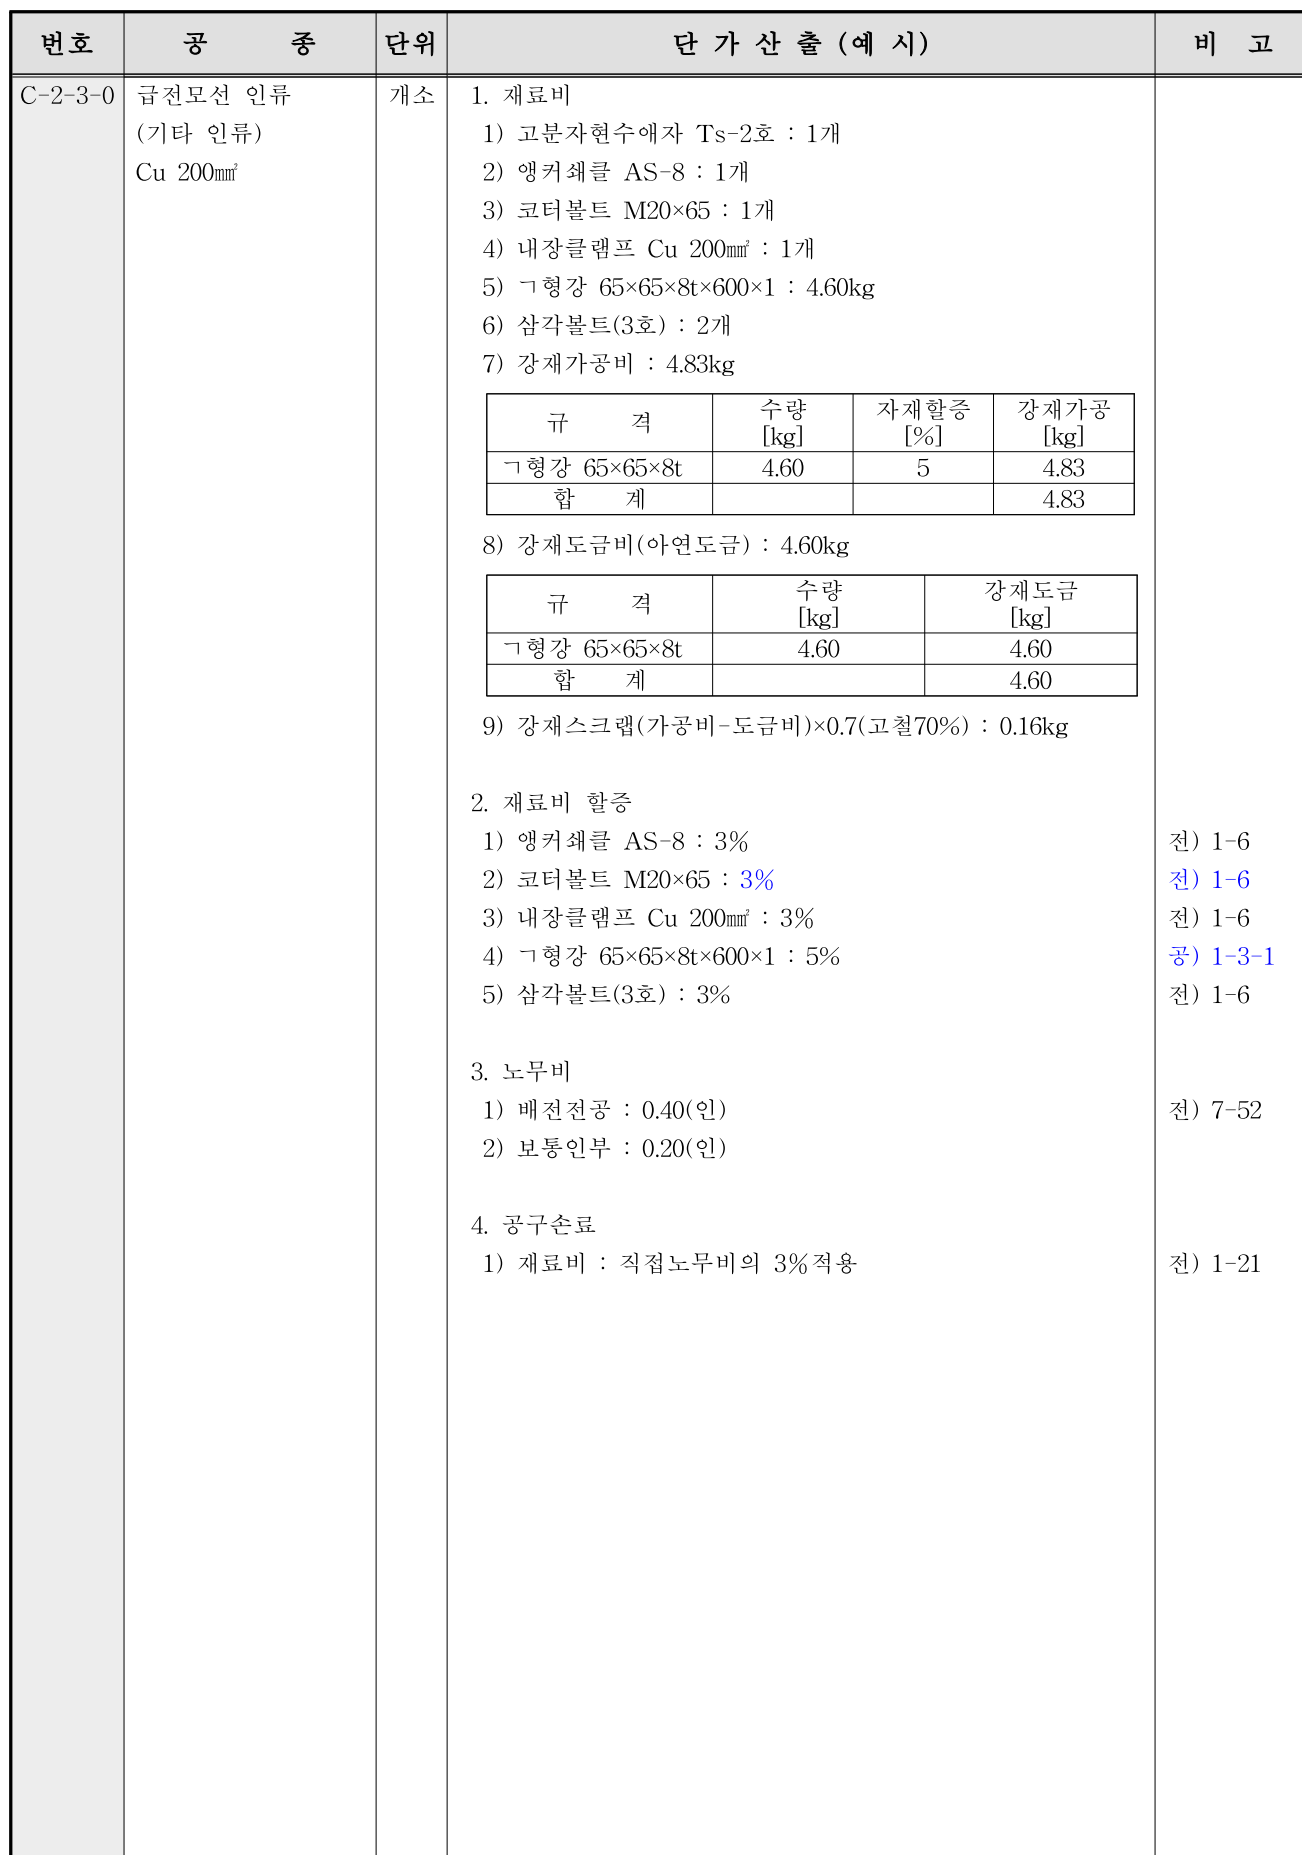 번호 공 종 단위 단 가 산 출 (예 시) 비 고
C-2-3-0 급전모선 인류 개소 1. 재료비
(기타 인류) 1) 고분자현수애자 Ts-2호 : 1개
Cu 200㎟ 2) 앵커쇄클 AS-8 : 1개
3) 코터볼트 M20×65 : 1개
4) 내장클램프 Cu 200㎟ : 1개
5) ㄱ형강 65×65×8t×600×1 : 4.60kg
6) 삼각볼트(3호) : 2개
7) 강재가공비 : 4.83kg
규 격 수량 [kg] 자재할증 [%] 강재가공 [kg]
ㄱ형강 65×65×8t 4.60 5 4.83
합 계 4.83
8) 강재도금비(아연도금) : 4.60kg
규 격 수량 [kg] 강재도금 [kg]
ㄱ형강 65×65×8t 4.60 4.60
합 계 4.60
9) 강재스크랩(가공비-도금비)×0.7(고철70%) : 0.16kg
2. 재료비 할증
1) 앵커쇄클 AS-8 : 3% 전) 1-6
2) 코터볼트 M20×65 : 3% 전) 1-6
3) 내장클램프 Cu 200㎟ : 3% 전) 1-6
4) ㄱ형강 65×65×8t×600×1 : 5% 공) 1-3-1
5) 삼각볼트(3호) : 3% 전) 1-6
3. 노무비
1) 배전전공 : 0.40(인) 전) 7-52
2) 보통인부 : 0.20(인)
4. 공구손료
1) 재료비 : 직접노무비의 3%적용 전) 1-21